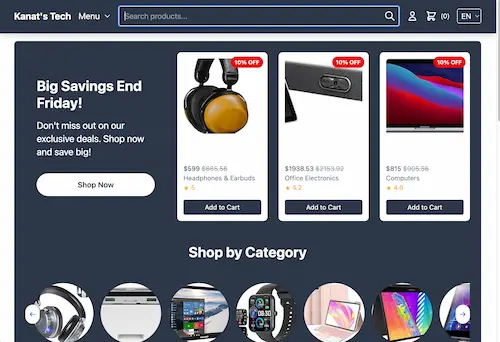 Kanat's Tech Menu Search products... (0) EN
Big Savings End
Friday!
Don't miss out on our
exclusive deals. Shop now
and save big!
Shop Now
10% OFF
$599 $665.56
Headphones & Earbuds
★ 5
Add to Cart
10% OFF
$1938.53 $2153.92
Office Electronics
★ 4.2
Add to Cart
10% OFF
$815 $905.56
Computers
★ 4.6
Add to Cart
Shop by Category